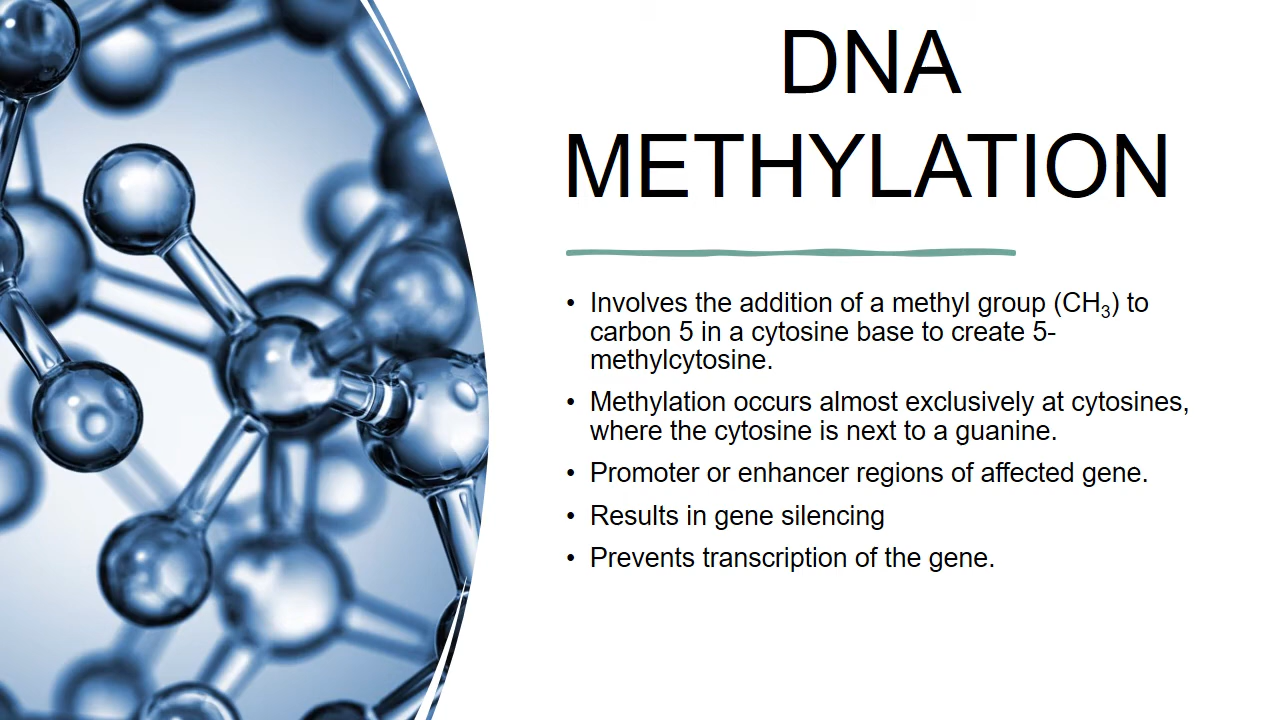 DNA
METHYLATION
• Involves the addition of a methyl group (CH₃) to
carbon 5 in a cytosine base to create 5-
methylcytosine.
• Methylation occurs almost exclusively at cytosines,
where the cytosine is next to a guanine.
• Promoter or enhancer regions of affected gene.
• Results in gene silencing
• Prevents transcription of the gene.